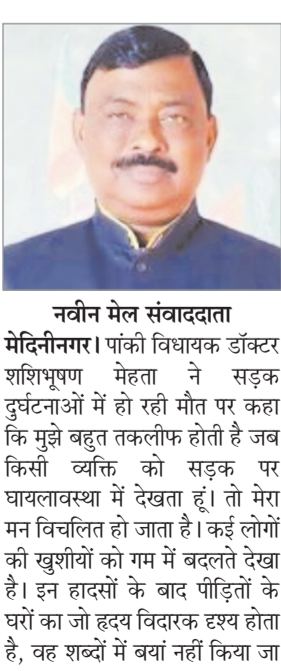 नवीन मेल संवाददाता
मेदिनीनगर। पांकी विधायक डॉक्टर
शशिभूषण मेहता ने सड़क
दुर्घटनाओं में हो रही मौत पर कहा
कि मुझे बहुत तकलीफ होती है जब
किसी व्यक्ति को सड़क पर
घायलावस्था में देखता हूं। तो मेरा
मन विचलित हो जाता है। कई लोगों
की खुशीयों को गम में बदलते देखा
है। इन हादसों के बाद पीड़ितों के
घरों का जो हृदय विदारक दृश्य होता
है, वह शब्दों में बयां नहीं किया जा